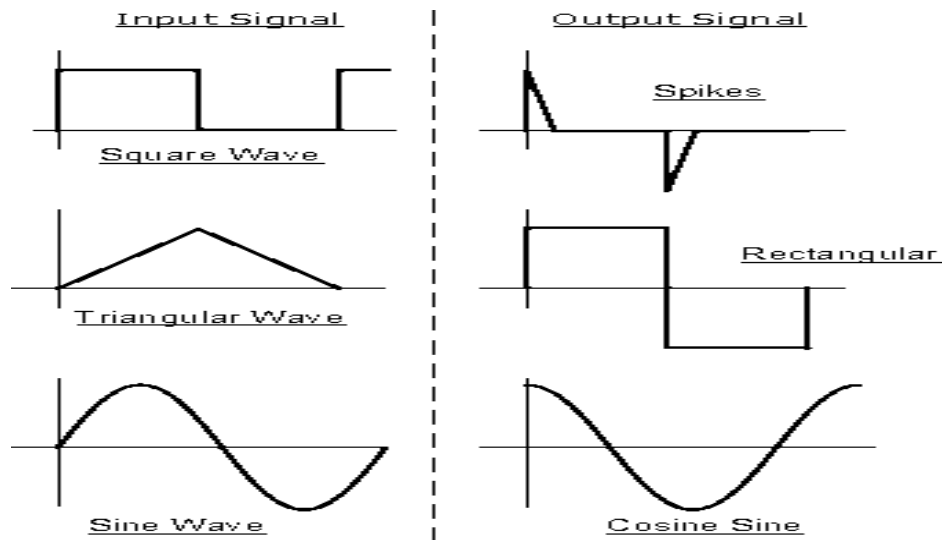 Input Signal
Output Signal
Spikes
Square Wave
Rectangular
Triangular Wave
Sine Wave
Cosine Sine